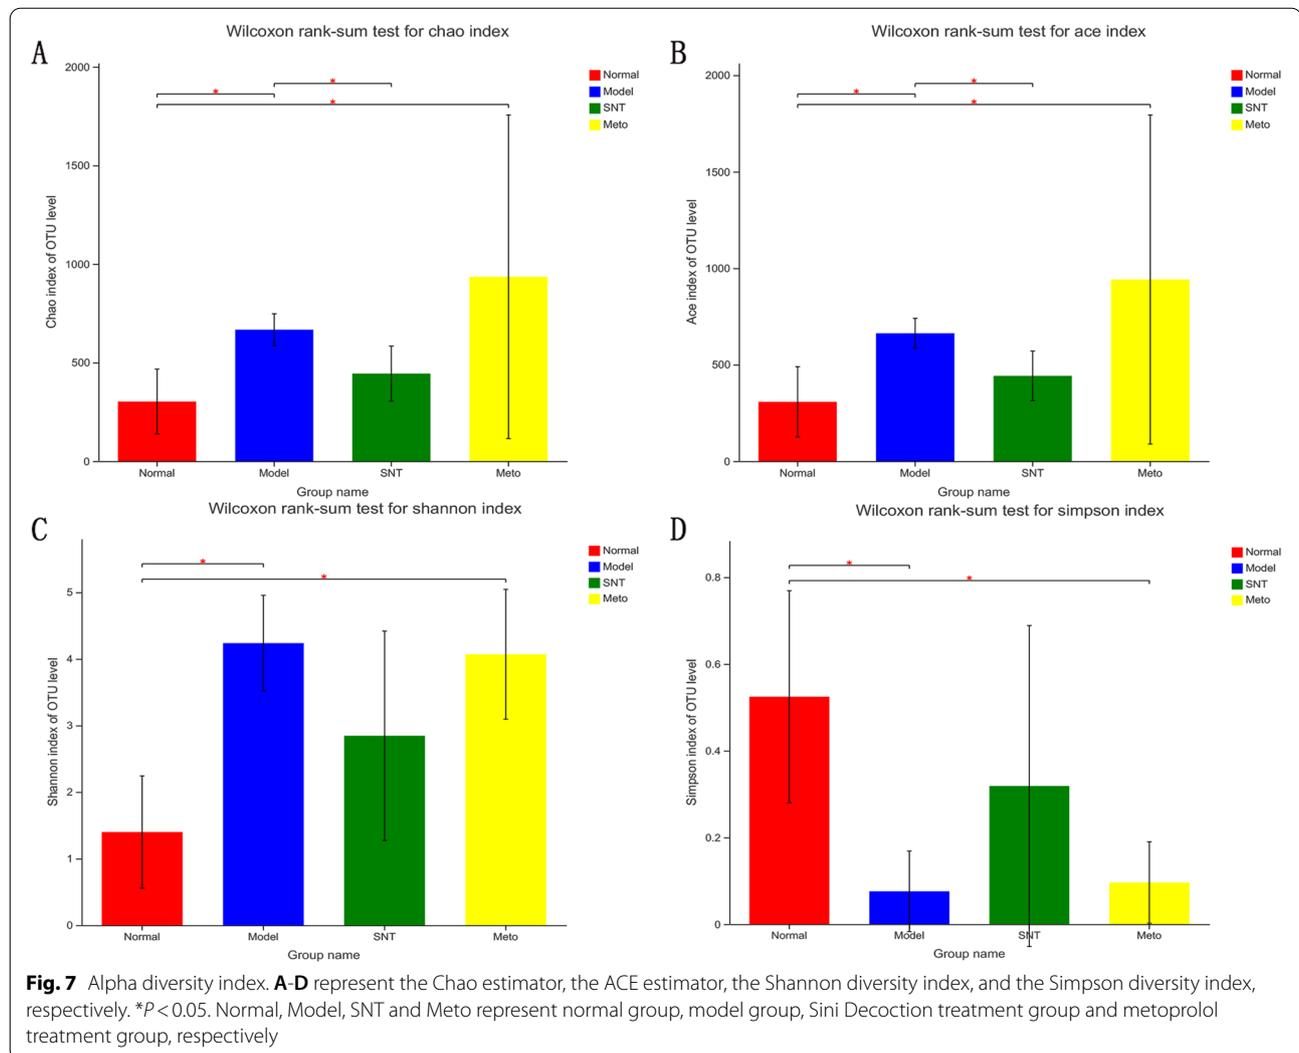 Wilcoxon rank-sum test for chao index
A
2000
1500
1000
500
0
Chao index of OTU level
*
*
*
Normal
Model
SNT
Meto
Normal Model SNT Meto
Group name
Wilcoxon rank-sum test for ace index
B
2000
1500
1000
500
0
Ace index of OTU level
*
*
*
Normal
Model
SNT
Meto
Normal Model SNT Meto
Group name
Wilcoxon rank-sum test for shannon index
C
5
4
3
2
1
0
Shannon index of OTU level
*
*
Normal
Model
SNT
Meto
Normal Model SNT Meto
Group name
Wilcoxon rank-sum test for simpson index
D
0.8
0.6
0.4
0.2
0
Simpson index of OTU level
*
*
Normal
Model
SNT
Meto
Normal Model SNT Meto
Group name
Fig. 7 Alpha diversity index. A-D represent the Chao estimator, the ACE estimator, the Shannon diversity index, and the Simpson diversity index,
respectively. *P < 0.05. Normal, Model, SNT and Meto represent normal group, model group, Sini Decoction treatment group and metoprolol
treatment group, respectively